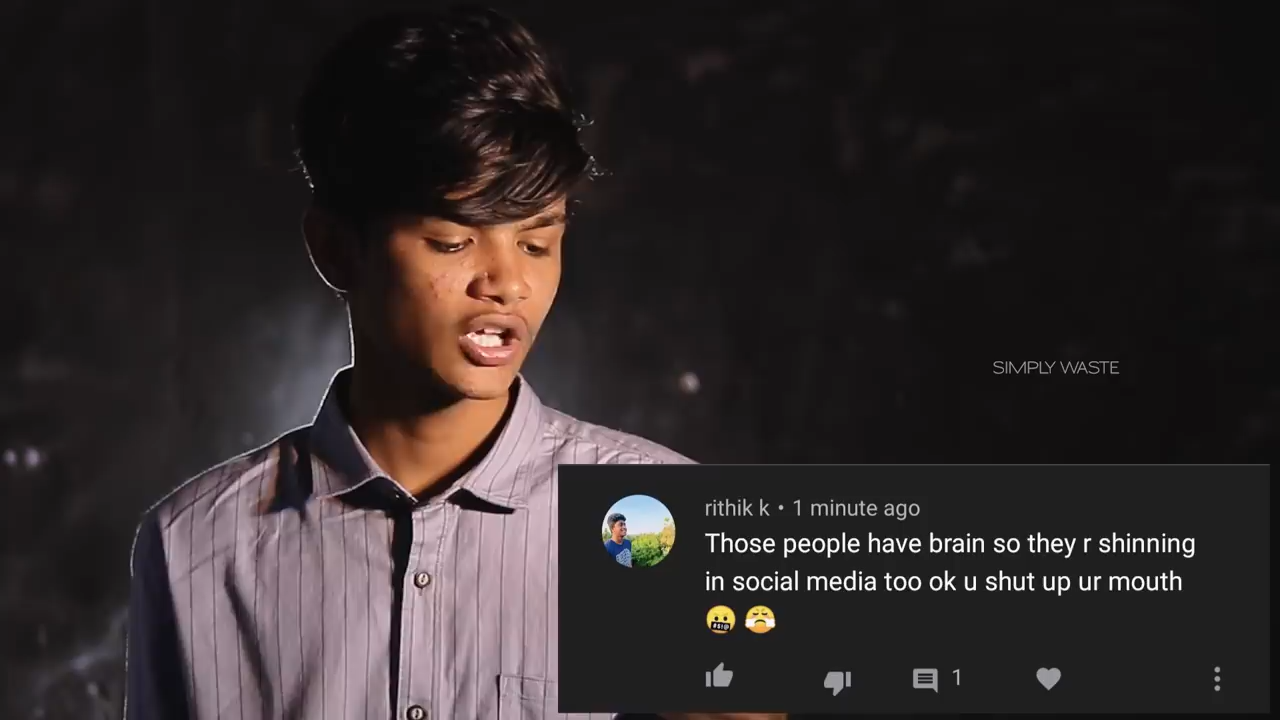 SIMPLY WASTE
rithik k • 1 minute ago
Those people have brain so they r shinning
in social media too ok u shut up ur mouth
🤬 😤
1